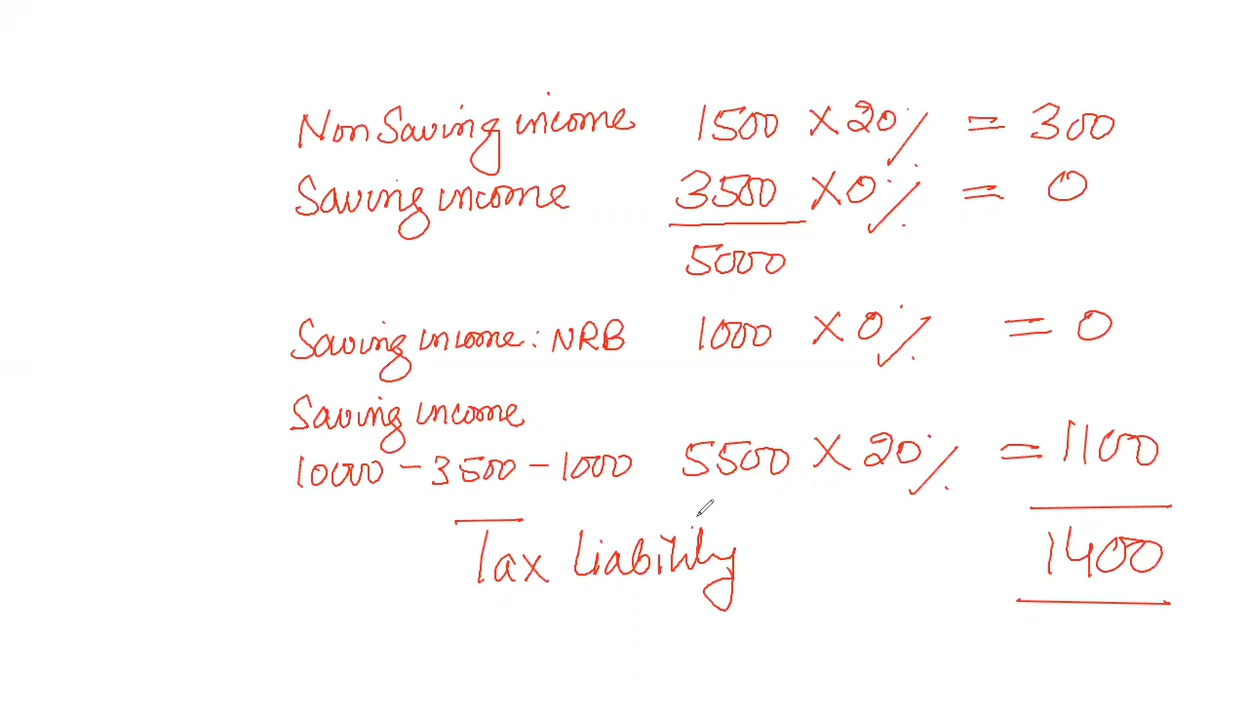 Non Saving income 1500 × 20% = 300
Saving income 3500 × 0% = 0
5000
Saving income: NRB 1000 × 0% = 0
Saving income
10000 - 3500 - 1000 5500 × 20% = 1100
Tax Liability 1400